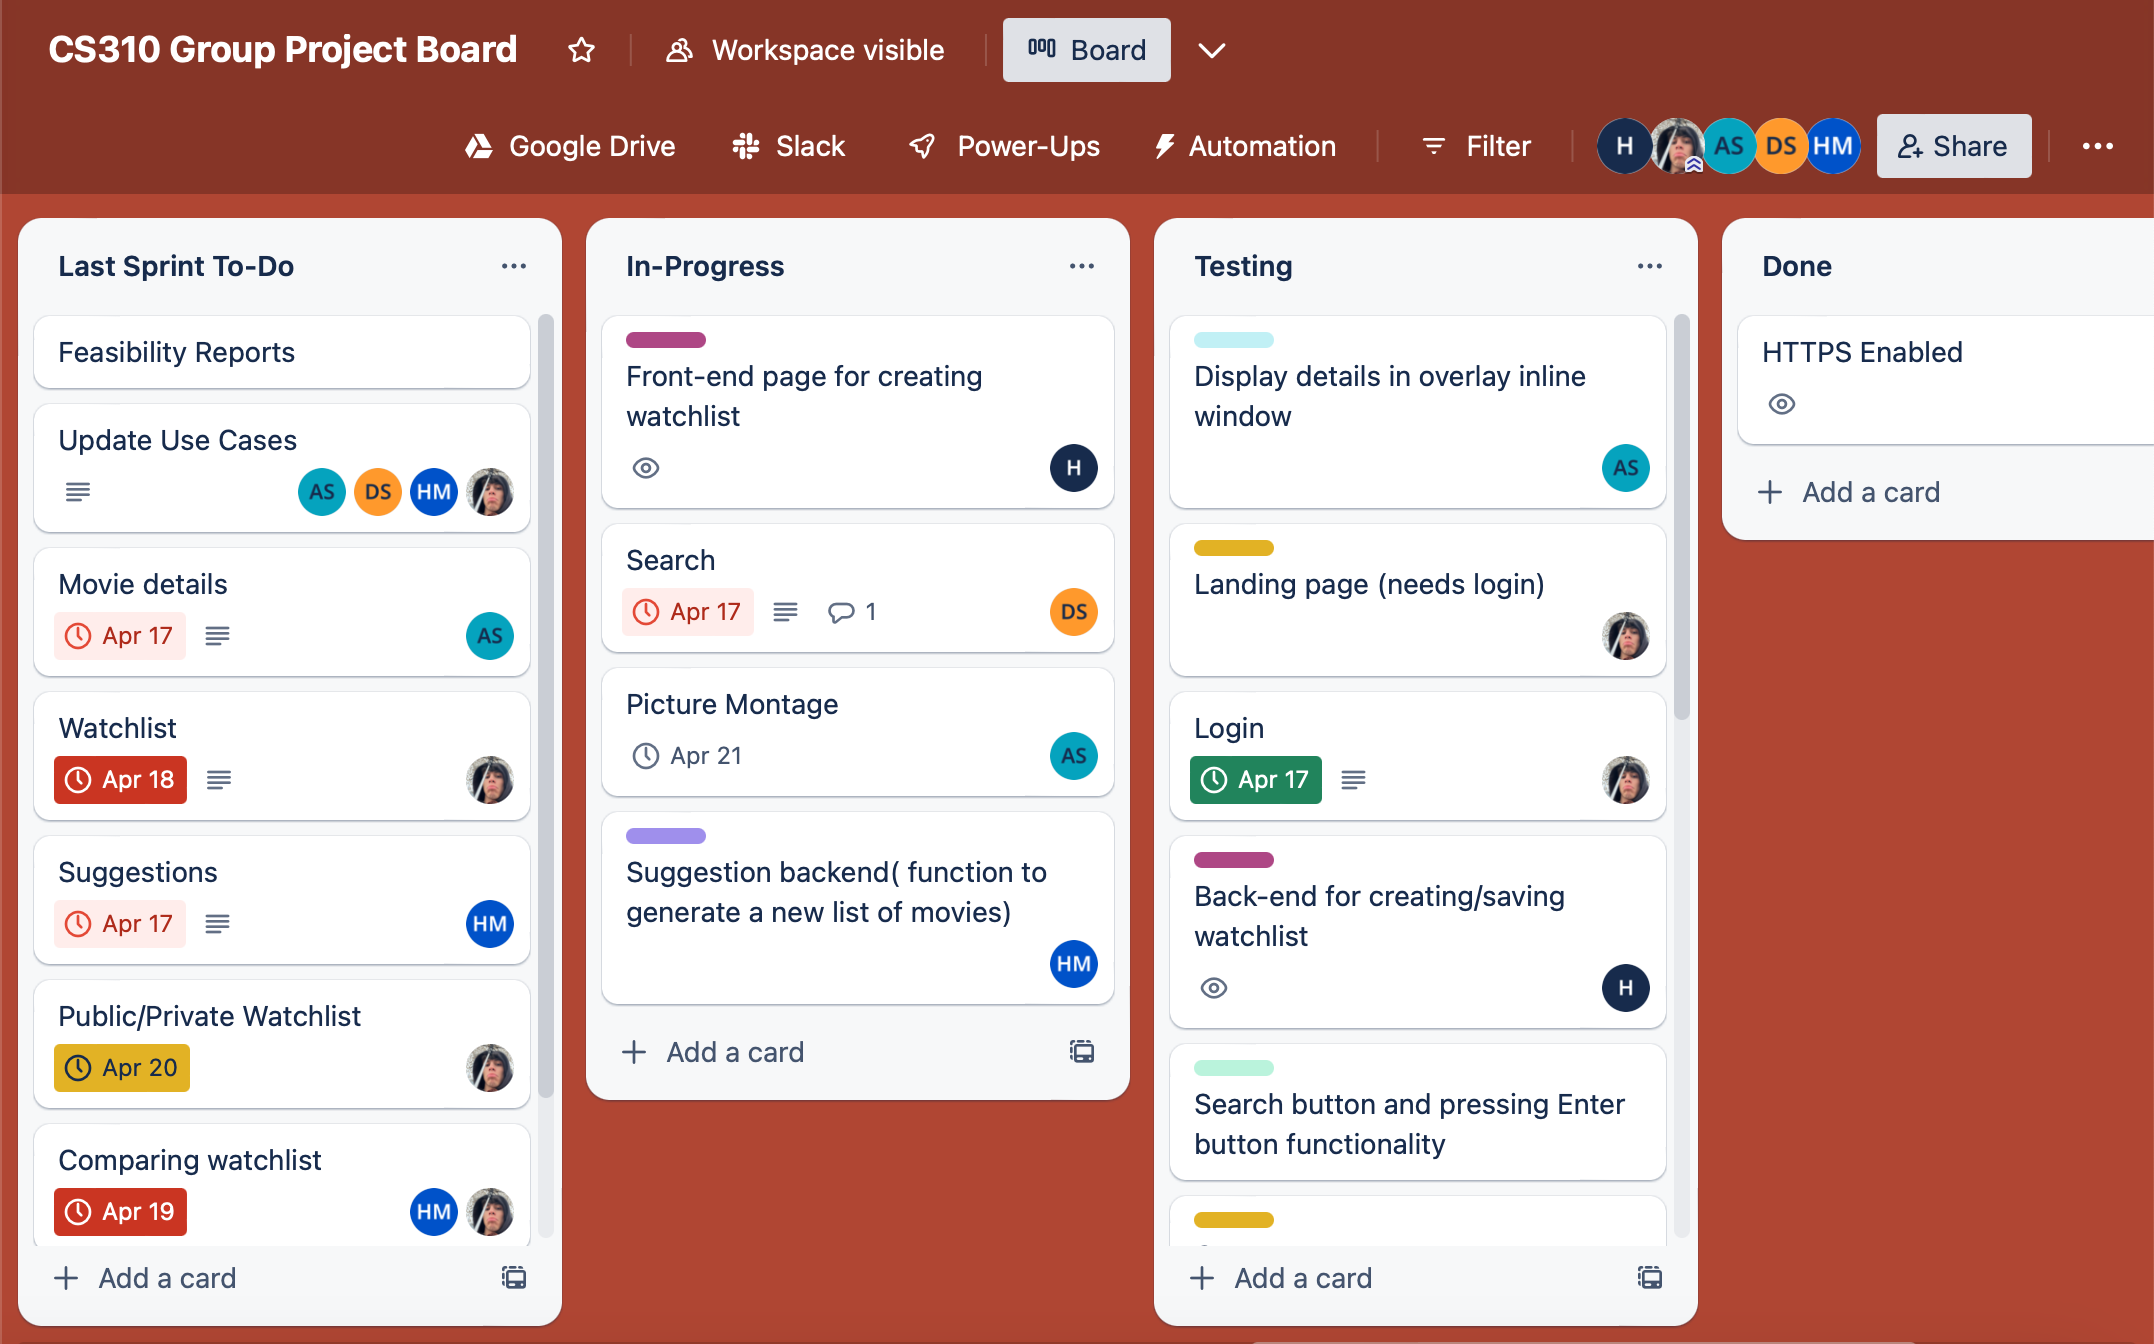 CS310 Group Project Board
Workspace visible
Board
Google Drive
Slack
Power-Ups
Automation
Filter
H
AS
DS
HM
Share
Last Sprint To-Do
Feasibility Reports
Update Use Cases
AS DS HM
Movie details
Apr 17
AS
Watchlist
Apr 18
Suggestions
Apr 17
HM
Public/Private Watchlist
Apr 20
Comparing watchlist
Apr 19
HM
Add a card
In-Progress
Front-end page for creating
watchlist
H
Search
Apr 17
1
DS
Picture Montage
Apr 21
AS
Suggestion backend( function to
generate a new list of movies)
HM
Add a card
Testing
Display details in overlay inline
window
AS
Landing page (needs login)
Login
Apr 17
Back-end for creating/saving
watchlist
H
Search button and pressing Enter
button functionality
Add a card
Done
HTTPS Enabled
Add a card